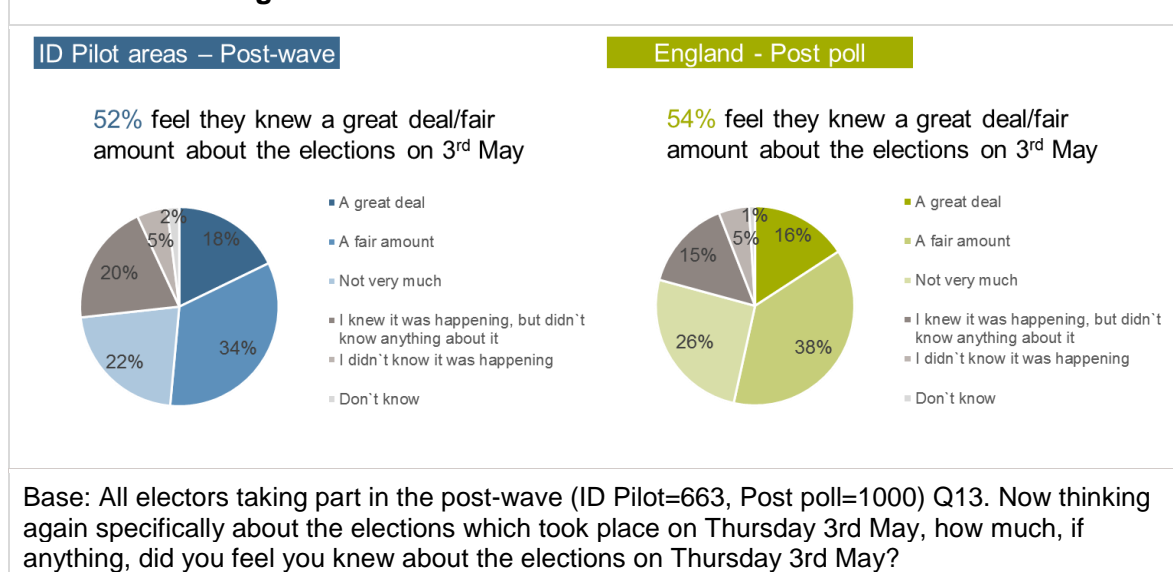 ID Pilot areas – Post-wave
England - Post poll
52% feel they knew a great deal/fair
amount about the elections on 3rd May
54% feel they knew a great deal/fair
amount about the elections on 3rd May
2%
18%
5%
20%
34%
22%
A great deal
A fair amount
Not very much
I knew it was happening, but didn`t
know anything about it
I didn`t know it was happening
Don`t know
1%
16%
5%
15%
38%
26%
A great deal
A fair amount
Not very much
I knew it was happening, but didn`t
know anything about it
I didn`t know it was happening
Don`t know
Base: All electors taking part in the post-wave (ID Pilot=663, Post poll=1000) Q13. Now thinking
again specifically about the elections which took place on Thursday 3rd May, how much, if
anything, did you feel you knew about the elections on Thursday 3rd May?